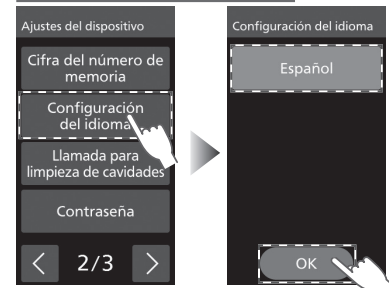 Ajustes del dispositivo
Cifra del número de
memoria
Configuración
del idioma
Llamada para
limpieza de cavidades
Contraseña
< 2/3 >
Configuración del idioma
Español
OK